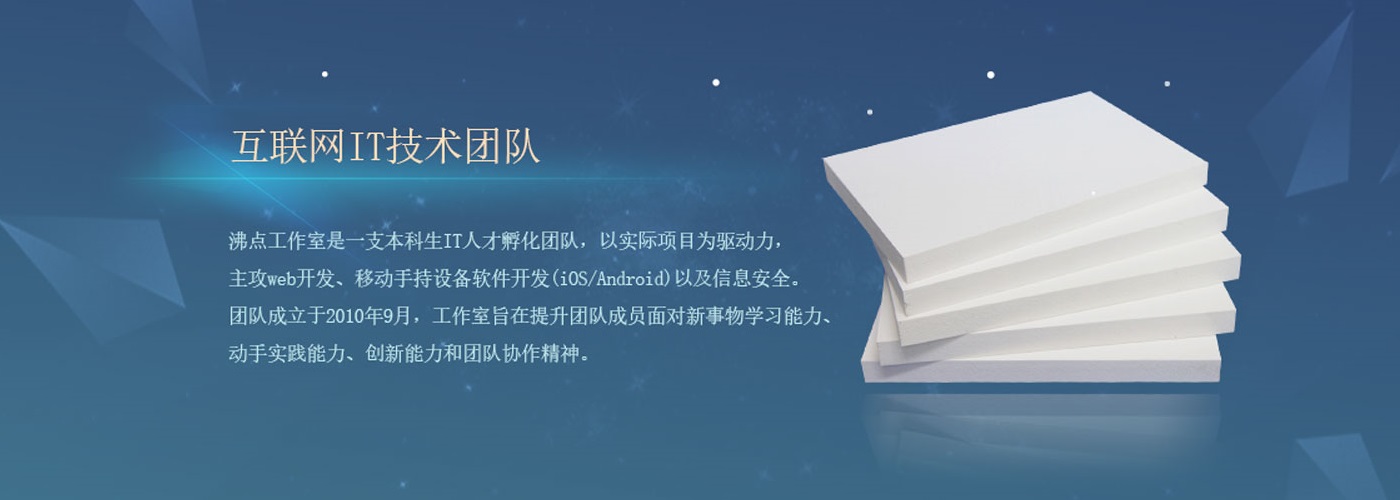 互联网IT技术团队
沸点工作室是一支本科生IT人才孵化团队，以实际项目为驱动力，
主攻web开发、移动手持设备软件开发(iOS/Android)以及信息安全。
团队成立于2010年9月，工作室旨在提升团队成员面对新事物学习能力、
动手实践能力、创新能力和团队协作精神。